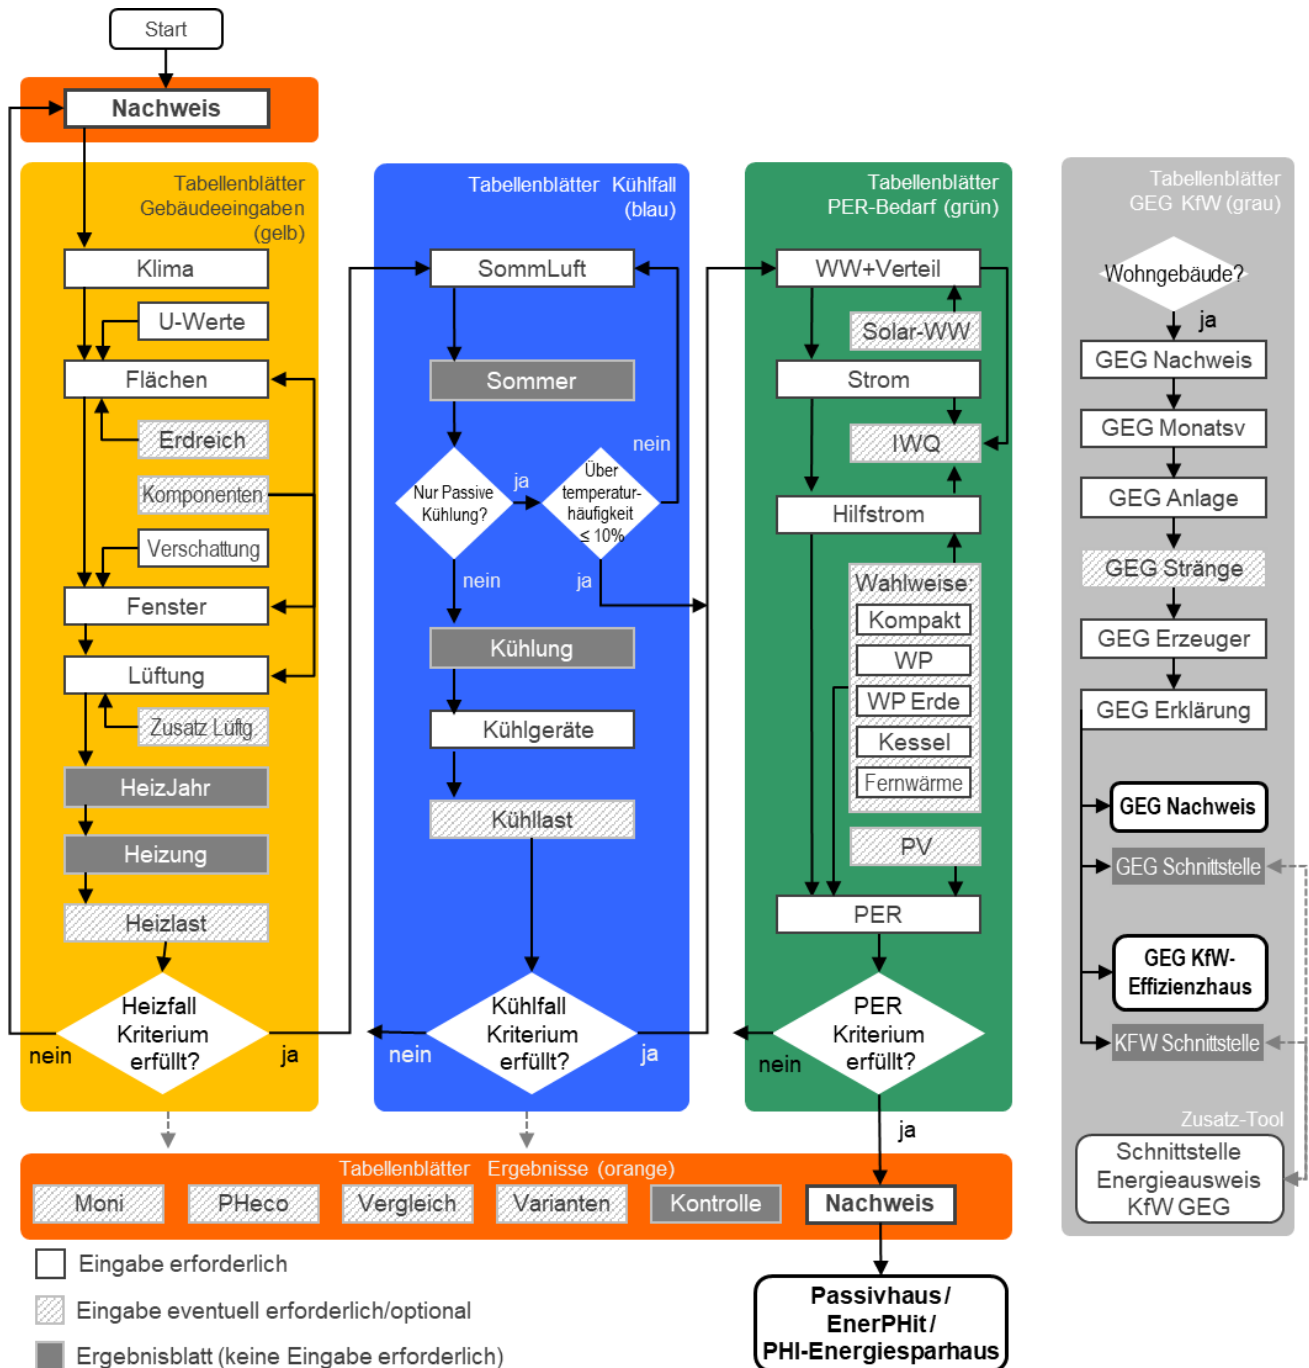 Start
Nachweis
Tabellenblätter
Gebäudeeingaben
(gelb)
Klima
U-Werte
Flächen
Erdreich
Komponenten
Verschattung
Fenster
Lüftung
Zusatz Lüftg.
HeizJahr
Heizung
Heizlast
Heizfall
Kriterium
erfüllt?
nein
ja
Tabellenblätter Kühlfall
(blau)
SommLuft
Sommer
nein
Nur Passive
Kühlung?
ja
Über
temperatur-
häufigkeit
≤ 10%
nein
ja
Kühlung
Kühlgeräte
Kühllast
Kühlfall
Kriterium
erfüllt?
nein
ja
Tabellenblätter
PER-Bedarf (grün)
WW+Verteil
Solar-WW
Strom
IWQ
Hilfstrom
Wahlweise:
Kompakt
WP
WP Erde
Kessel
Fernwärme
PV
PER
PER
Kriterium
erfüllt?
nein
ja
Tabellenblätter
GEG KfW (grau)
Wohngebäude?
ja
GEG Nachweis
GEG Monatsv
GEG Anlage
GEG Stränge
GEG Erzeuger
GEG Erklärung
GEG Nachweis
GEG Schnittstelle
GEG KfW-
Effizienzhaus
KFW Schnittstelle
Zusatz-Tool
Schnittstelle
Energieausweis
KfW GEG
Tabellenblätter Ergebnisse (orange)
Moni
PHeco
Vergleich
Varianten
Kontrolle
Nachweis
Eingabe erforderlich
Eingabe eventuell erforderlich/optional
Ergebnisblatt (keine Eingabe erforderlich)
Passivhaus /
EnerPHit /
PHI-Energiesparhaus